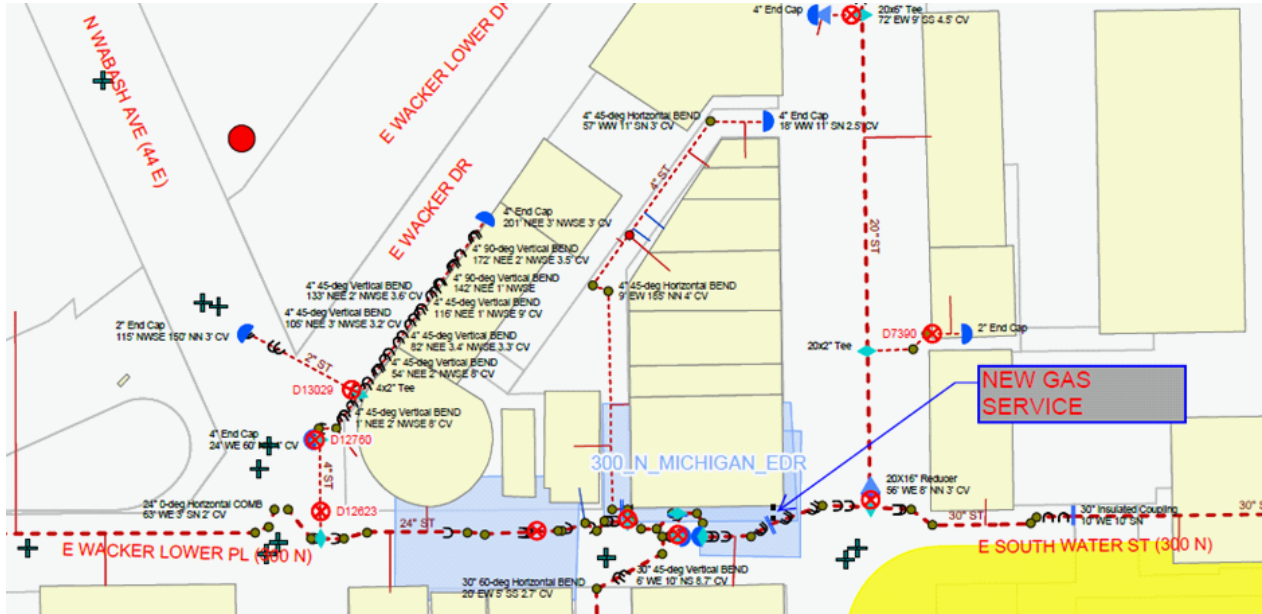 N WABASH AVE (44 E)
E WACKER LOWER DR
E WACKER DR
4" End Cap
20x6" Tee
72' EW 9' SS 4.5' CV
4" 45-deg Horizontal BEND
57' WW 11' SN 3' CV
4" End Cap
18' WW 11' SN 2.5' CV
4" ST
20" ST
4" End Cap
201' NEE 3' NWSE 3' CV
4" 90-deg Vertical BEND
172' NEE 2' NWSE 3.5' CV
4" 90-deg Vertical BEND
142' NEE 1' NWSE
4" 45-deg Vertical BEND
133' NEE 2' NWSE 3.6' CV
4" 45-deg Vertical BEND
116' NEE 1' NWSE 9' CV
4" 45-deg Vertical BEND
105' NEE 3' NWSE 3.2' CV
4" 45-deg Vertical BEND
82' NEE 3.4' NWSE 3.3' CV
4" 45-deg Vertical BEND
54' NEE 2' NWSE 8' CV
4" 45-deg Horizontal BEND
2" End Cap
115' NWSE 150' NN 3' CV
2" ST
D13029
4x2" Tee
4" 45-deg Vertical BEND
1' NEE 2' NWSE 8' CV
D7390
2" End Cap
20x2" Tee
NEW GAS
SERVICE
4" End Cap
D12760
4" ST
300_N_MICHIGAN_EDR
20X16" Reducer
56' WE 8' NN 3' CV
24" 0-deg Horizontal COMB
63' WE 3' SN 2' CV
D12623
24" ST
30" ST
30" Insulated Coupling
10' WE 10' SN
30" S
E WACKER LOWER PL
E SOUTH WATER ST (300 N)
30" 60-deg Horizontal BEND
20' EW 5' SS 2.7' CV
30" 45-deg Vertical BEND
6' WE 10' NS 8.7' CV